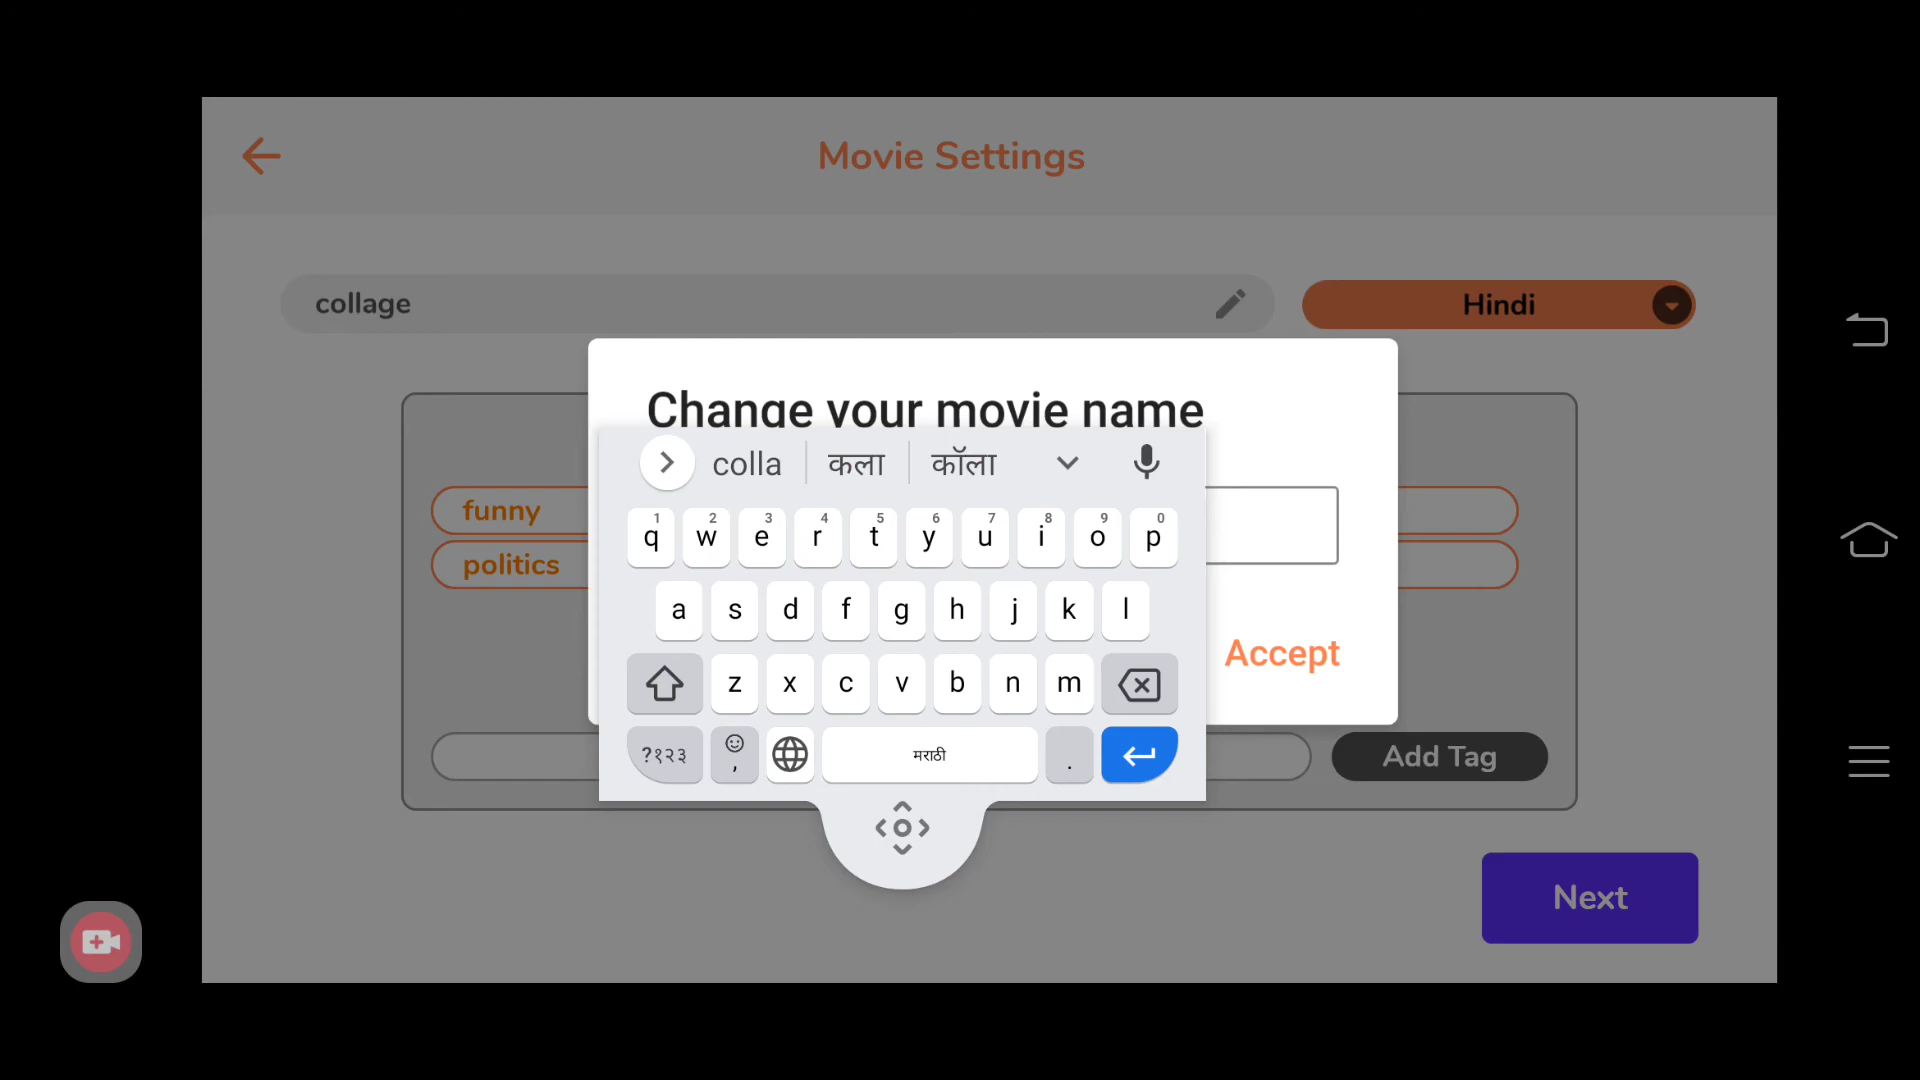 Movie Settings
collage
Hindi
Change your movie name
colla कला कॉला
funny
politics
1 2 3 4 5 6 7 8 9 0
q w e r t y u i o p
a s d f g h j k l
z x c v b n m
Accept
?१२३ , मराठी .
Add Tag
Next